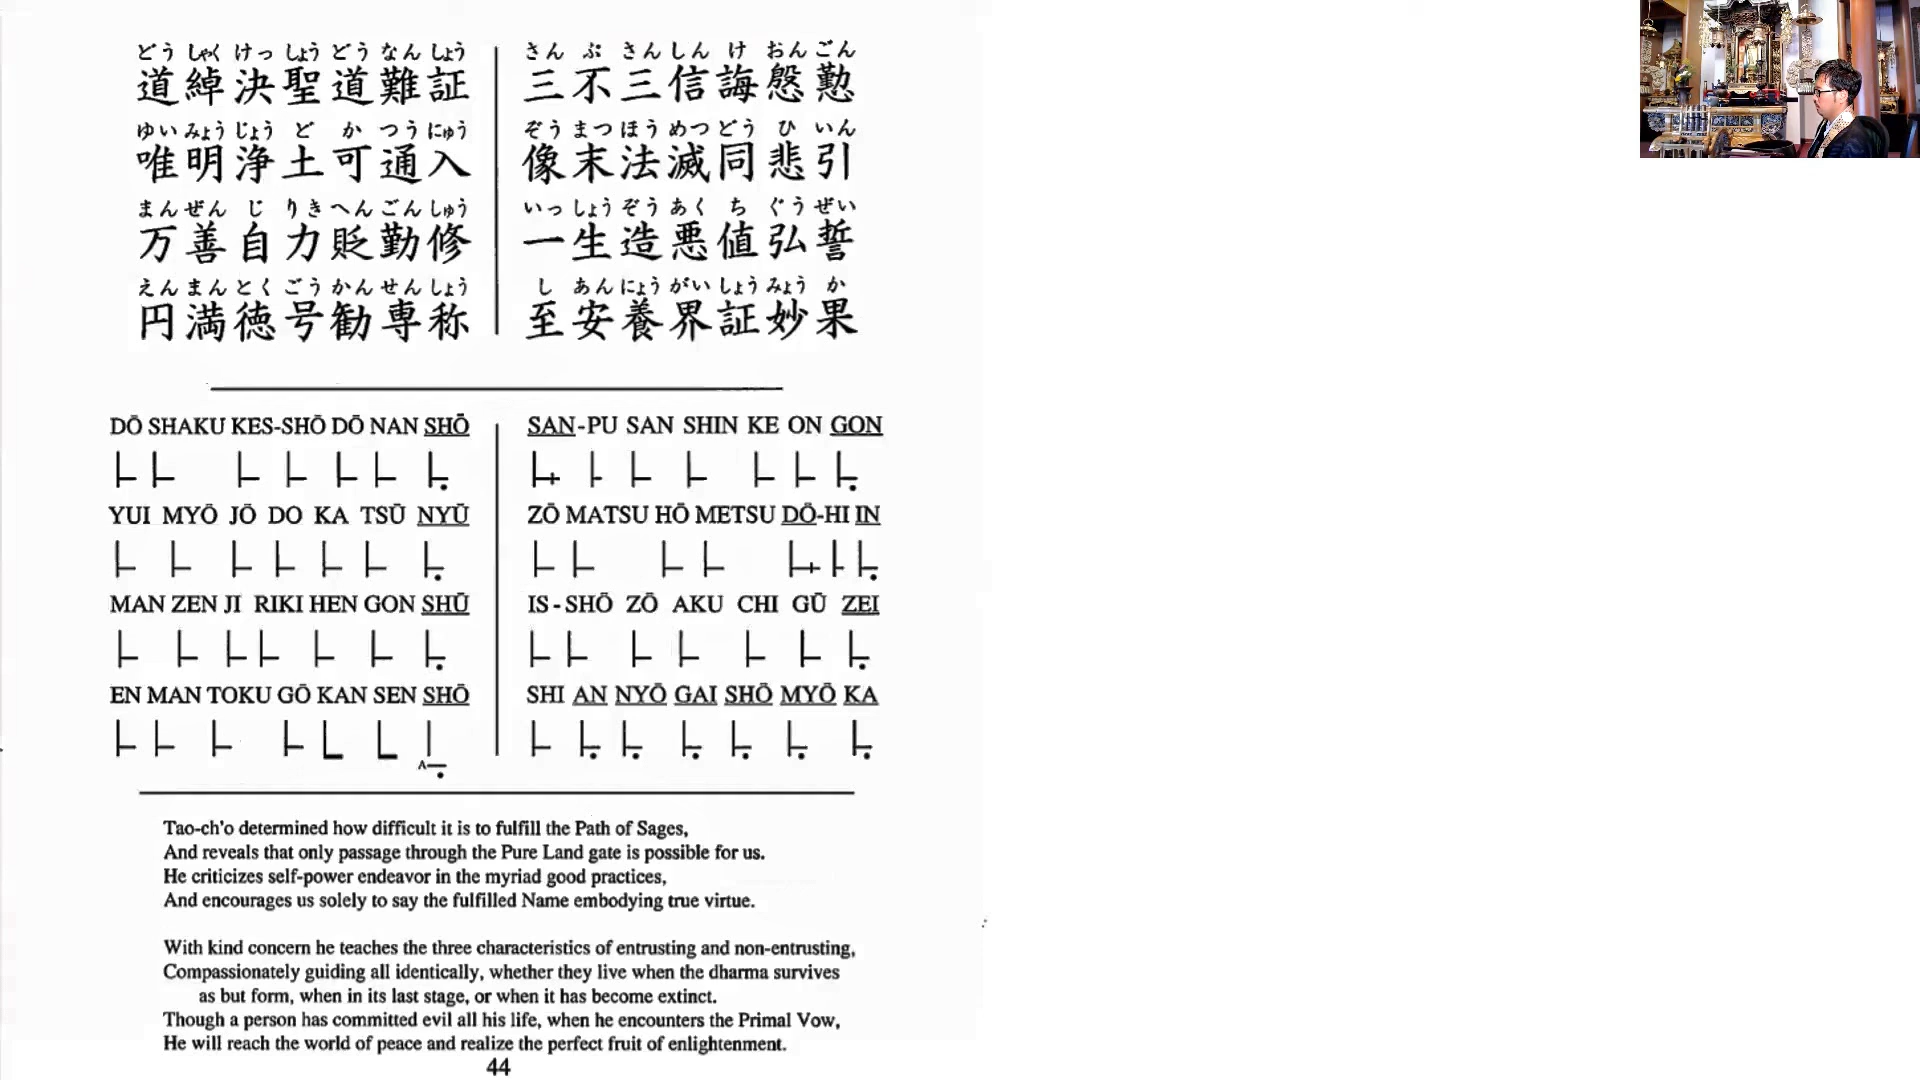 どうしゃくけっしょうどうなんしょう
道綽決聖道難証
ゆいみょうじょうどかつうにゅう
唯明浄土可通入
まんぜんじりきへんごんしゅう
万善自力貶勤修
えんまんとくごうかんせんしょう
円満徳号勧専称
さんぷさんしんけおんごん
三不三信誨慇懃
ぞうまつほうめつどうひいん
像末法滅同悲引
いっしょうぞうあくちぐうぜい
一生造悪値弘誓
しあんにょうがいしょうみょうか
至安養界証妙果
DŌ SHAKU KES-SHŌ DŌ NAN SHŌ
YUI MYŌ JŌ DO KA TSŪ NYŪ
MAN ZEN JI RIKI HEN GON SHŪ
EN MAN TOKU GŌ KAN SEN SHŌ
A
SAN-PU SAN SHIN KE ON GON
ZŌ MATSU HŌ METSU DŌ-HI IN
IS-SHŌ ZŌ AKU CHI GŪ ZEI
SHI AN NYŌ GAI SHŌ MYŌ KA
Tao-ch'o determined how difficult it is to fulfill the Path of Sages,
And reveals that only passage through the Pure Land gate is possible for us.
He criticizes self-power endeavor in the myriad good practices,
And encourages us solely to say the fulfilled Name embodying true virtue.
With kind concern he teaches the three characteristics of entrusting and non-entrusting,
Compassionately guiding all identically, whether they live when the dharma survives
as but form, when in its last stage, or when it has become extinct.
Though a person has committed evil all his life, when he encounters the Primal Vow,
He will reach the world of peace and realize the perfect fruit of enlightenment.
44